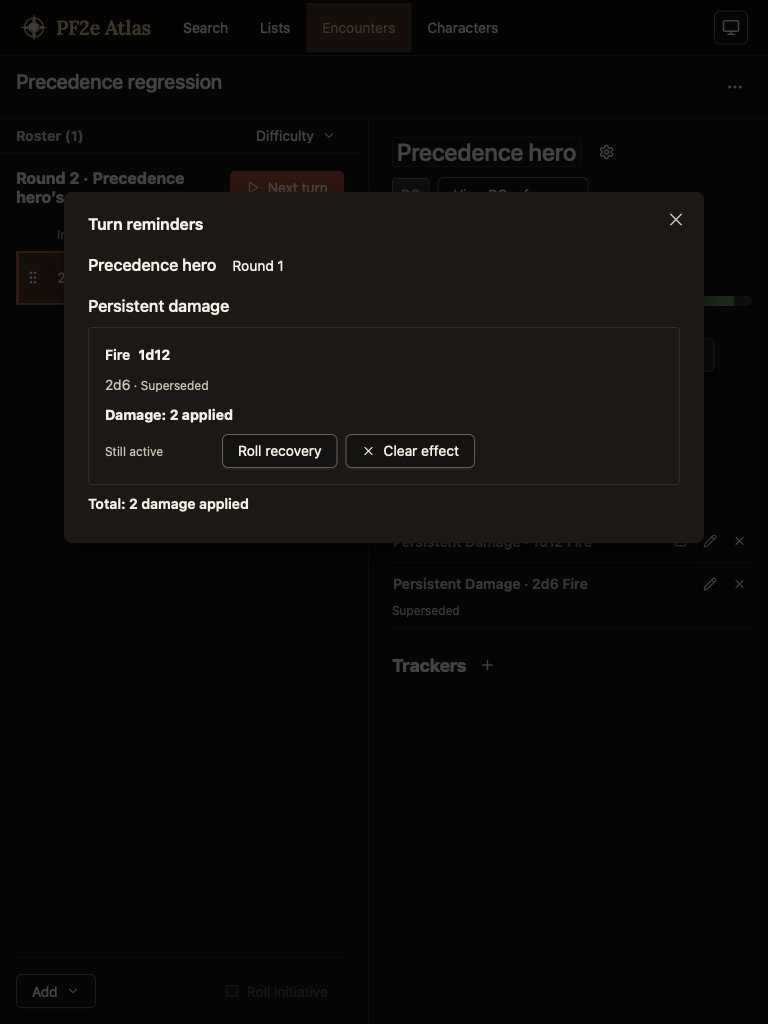 PF2e Atlas Search Lists Encounters Characters
Precedence regression
Roster (1) Difficulty
Round 2 · Precedence
hero's
Next turn
Precedence hero
Turn reminders
Precedence hero Round 1
Persistent damage
Fire 1d12
2d6 · Superseded
Damage: 2 applied
Still active Roll recovery Clear effect
Total: 2 damage applied
Persistent Damage · 1d12 Fire
Persistent Damage · 2d6 Fire
Superseded
Trackers
Add Roll initiative